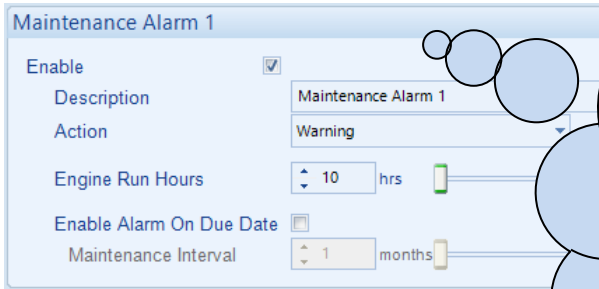 Maintenance Alarm 1
Enable
Description Maintenance Alarm 1
Action Warning
Engine Run Hours 10 hrs
Enable Alarm On Due Date
Maintenance Interval 1 months